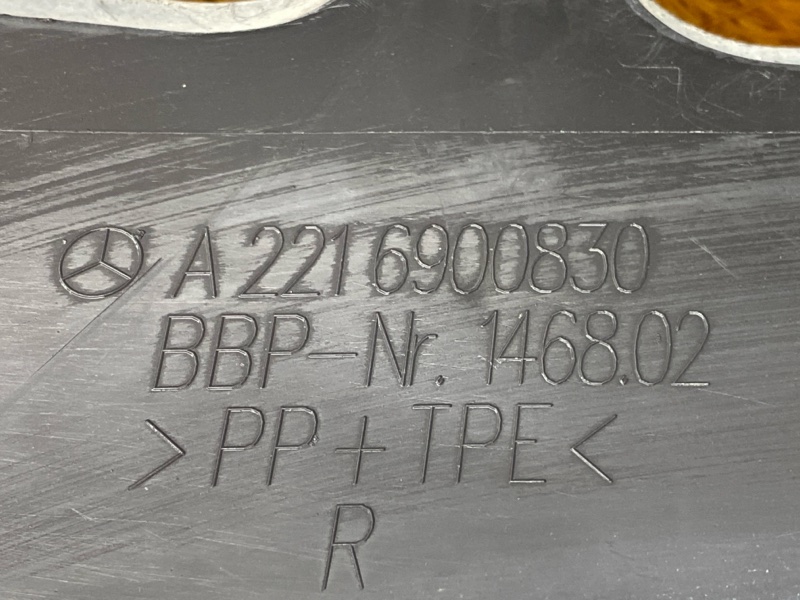 A 221 6900830
BBP-Nr. 1468.02
>PP+TPE<
R